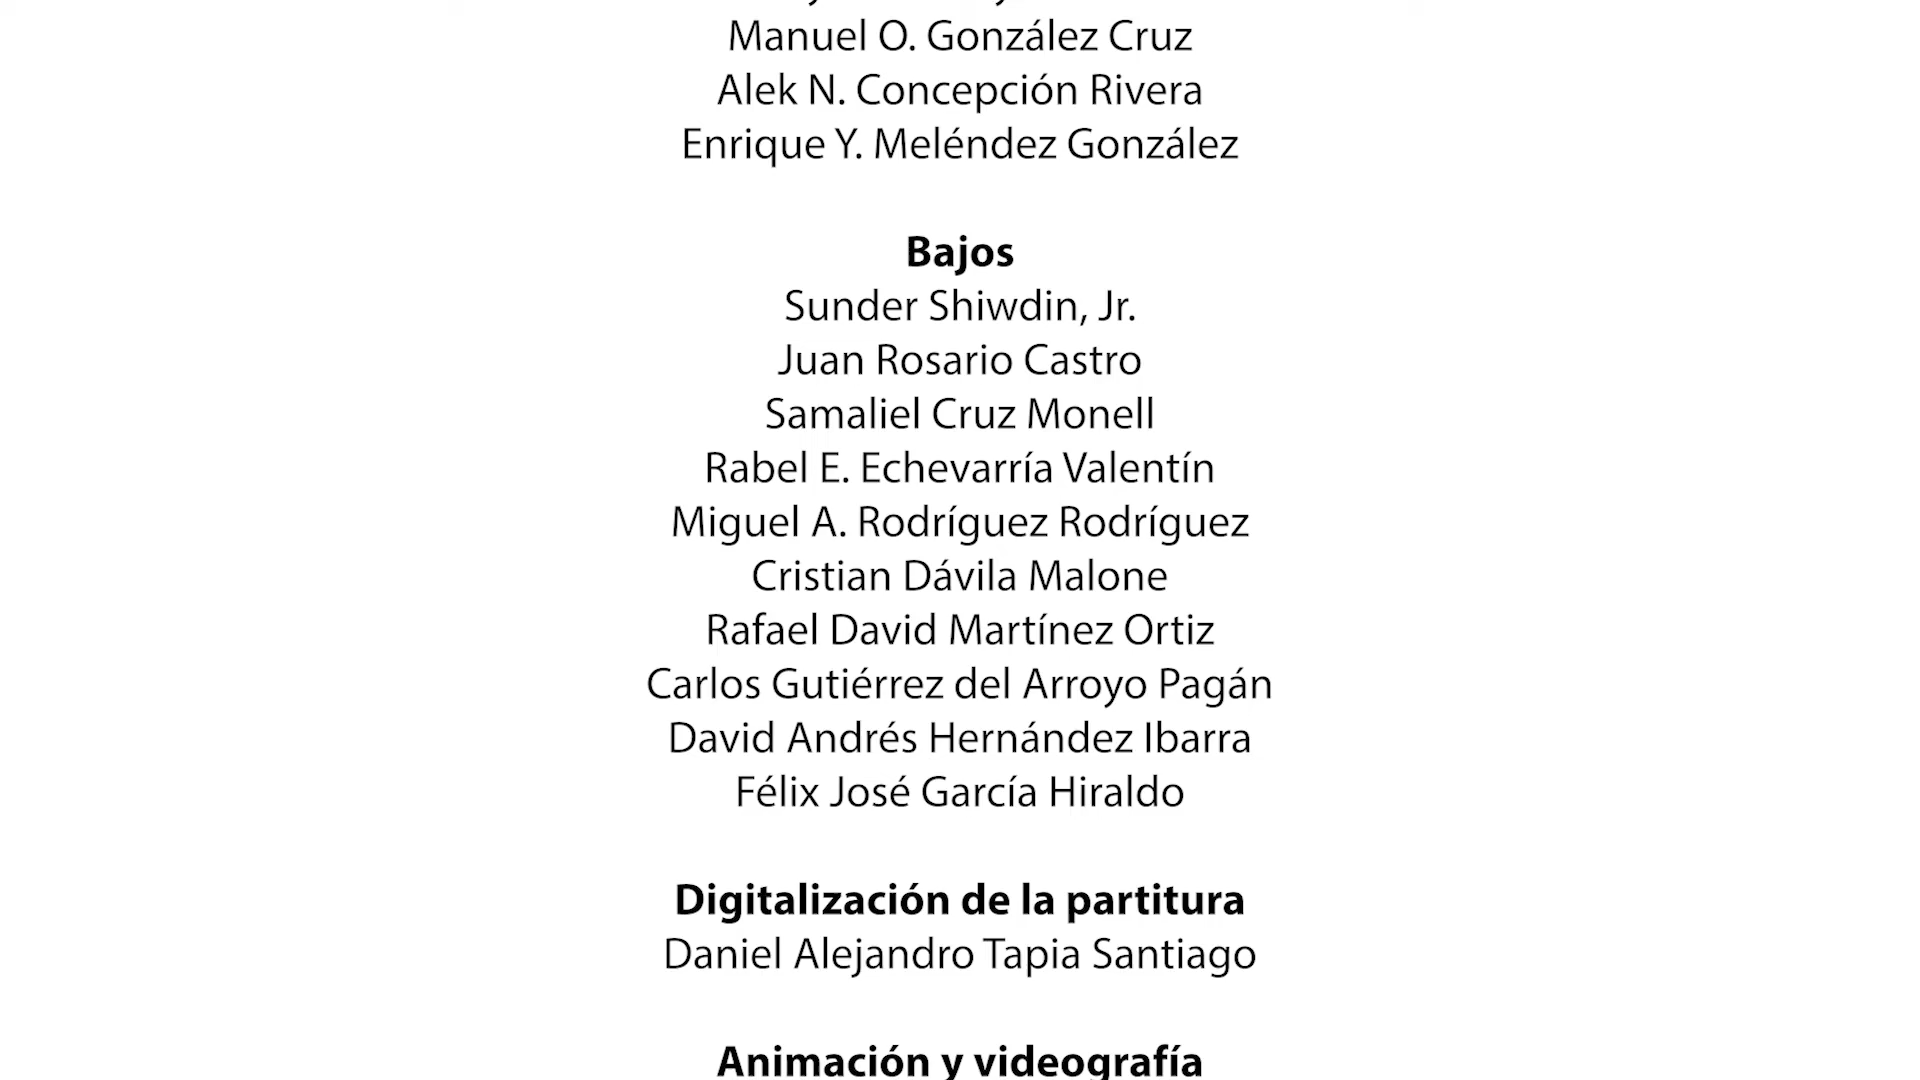 Manuel O. González Cruz
Alek N. Concepción Rivera
Enrique Y. Meléndez González
Bajos
Sunder Shiwdin, Jr.
Juan Rosario Castro
Samaliel Cruz Monell
Rabel E. Echevarría Valentín
Miguel A. Rodríguez Rodríguez
Cristian Dávila Malone
Rafael David Martínez Ortiz
Carlos Gutiérrez del Arroyo Pagán
David Andrés Hernández Ibarra
Félix José García Hiraldo
Digitalización de la partitura
Daniel Alejandro Tapia Santiago
Animación y videografía